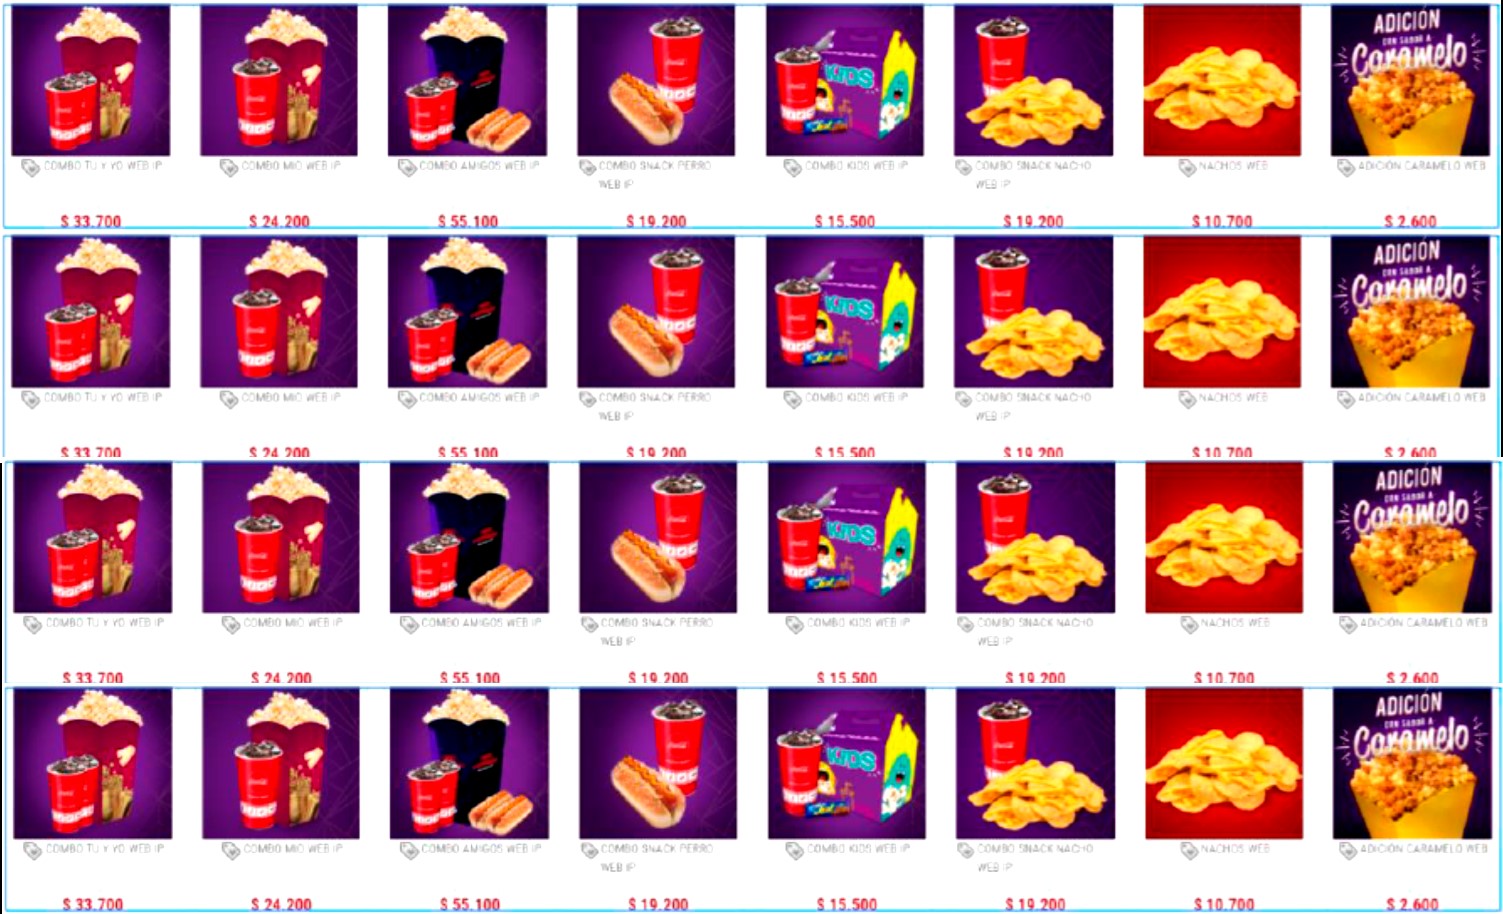 ADICIÓN
CON SABOR A
Caramelo
KIDS
COMBO TU Y YO WEB IP
COMBO MIO WEB IP
COMBO AMIGOS WEB IP
COMBO SNACK PERRO
WEB IP
COMBO KIDS WEB IP
COMBO SNACK NACHO
WEB IP
NACHOS WEB
ADICION CARAMELO WEB
$ 33.700
$ 24.200
$ 55.100
$ 19.200
$ 15.500
$ 19.200
$ 10.700
$ 2.600
ADICIÓN
CON SABOR A
Caramelo
KIDS
COMBO TU Y YO WEB IP
COMBO MIO WEB IP
COMBO AMIGOS WEB IP
COMBO SNACK PERRO
WEB IP
COMBO KIDS WEB IP
COMBO SNACK NACHO
WEB IP
NACHOS WEB
ADICION CARAMELO WEB
$ 33.700
$ 24.200
$ 55.100
$ 19.200
$ 15.500
$ 19.200
$ 10.700
$ 2.600
ADICIÓN
CON SABOR A
Caramelo
KIDS
COMBO TU Y YO WEB IP
COMBO MIO WEB IP
COMBO AMIGOS WEB IP
COMBO SNACK PERRO
WEB IP
COMBO KIDS WEB IP
COMBO SNACK NACHO
WEB IP
NACHOS WEB
ADICION CARAMELO WEB
$ 33.700
$ 24.200
$ 55.100
$ 19.200
$ 15.500
$ 19.200
$ 10.700
$ 2.600
ADICIÓN
CON SABOR A
Caramelo
KIDS
COMBO TU Y YO WEB IP
COMBO MIO WEB IP
COMBO AMIGOS WEB IP
COMBO SNACK PERRO
WEB IP
COMBO KIDS WEB IP
COMBO SNACK NACHO
WEB IP
NACHOS WEB
ADICION CARAMELO WEB
$ 33.700
$ 24.200
$ 55.100
$ 19.200
$ 15.500
$ 19.200
$ 10.700
$ 2.600